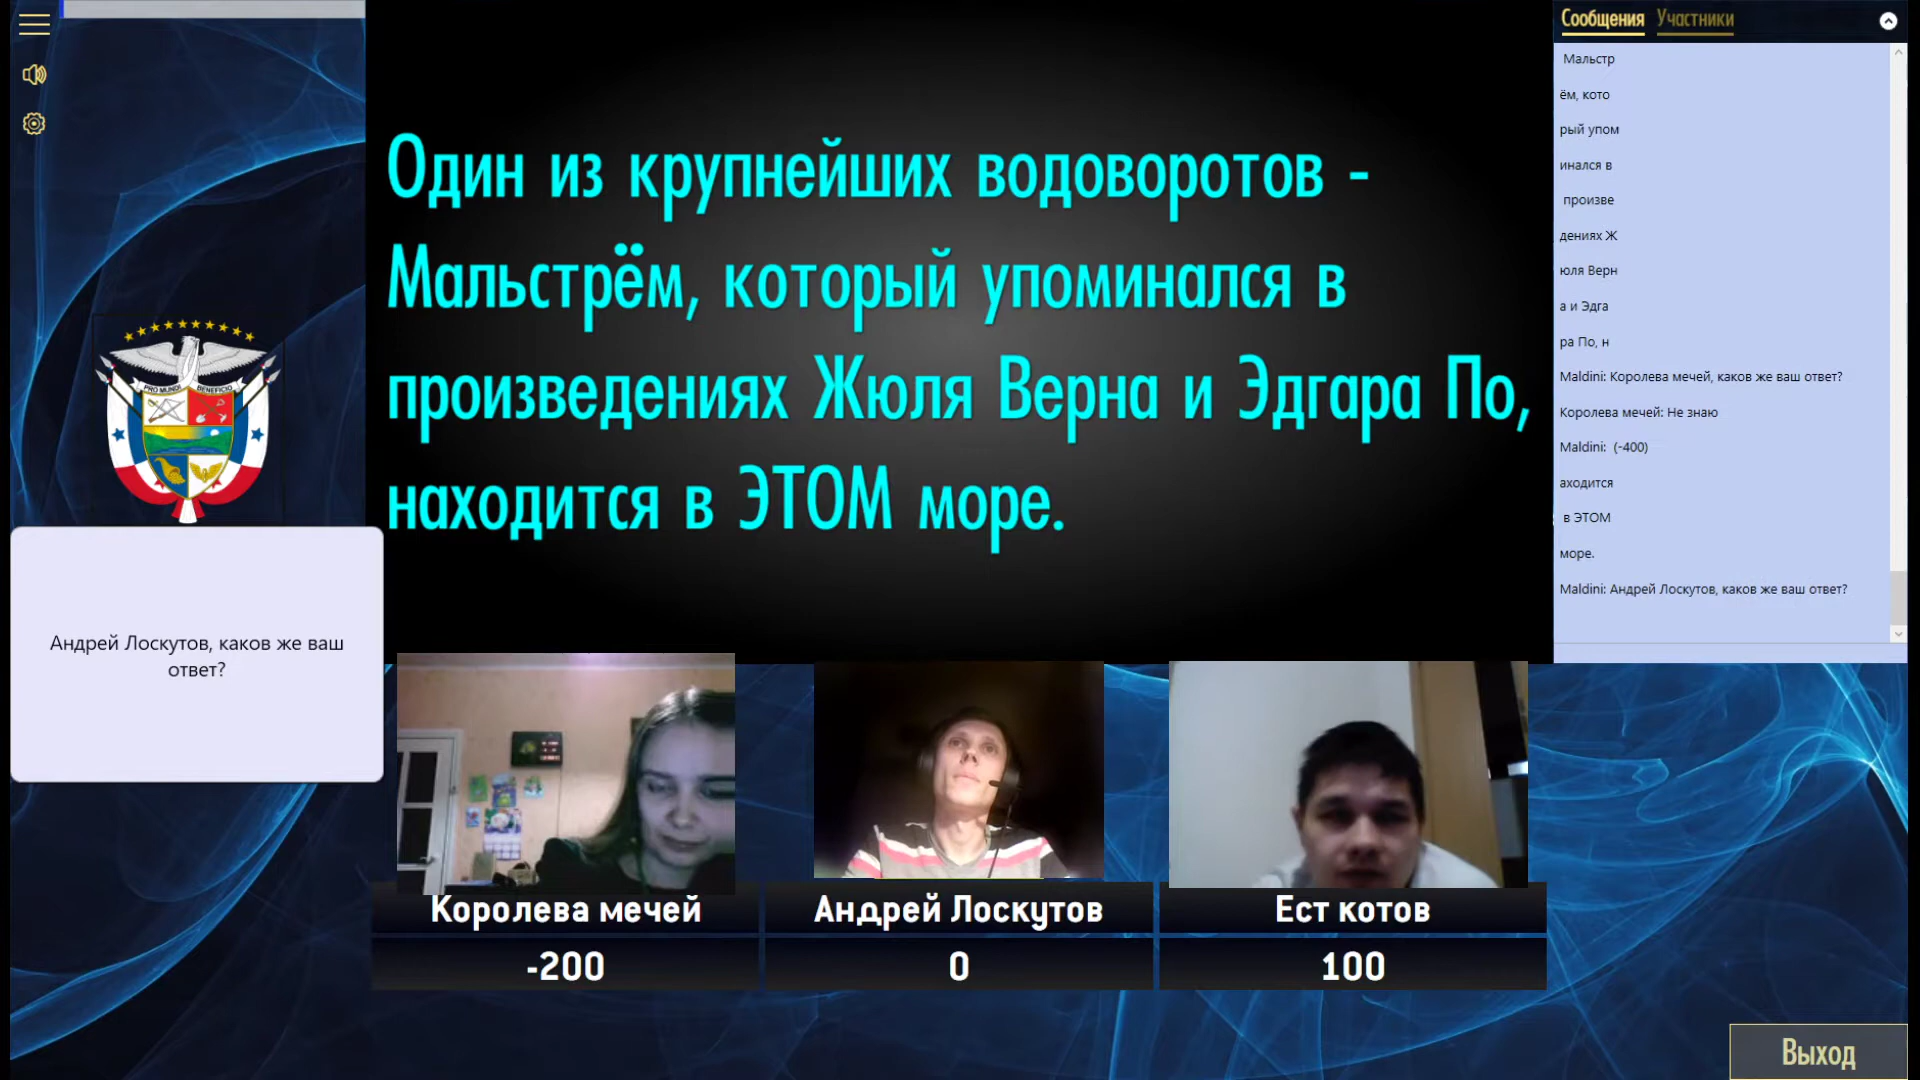 Один из крупнейших водоворотов -
Мальстрём, который упоминался в
произведениях Жюля Верна и Эдгара По,
находится в ЭТОМ море.
Сообщения Участники
Мальстр
ём, кото
рый упом
инался в
произве
дениях Ж
юля Верн
а и Эдга
ра По, н
Maldini: Королева мечей, каков же ваш ответ?
Королева мечей: Не знаю
Maldini: (-400)
аходится
в ЭТОМ
море.
Maldini: Андрей Лоскутов, каков же ваш ответ?
PRO MUNDI BENEFICIO
Андрей Лоскутов, каков же ваш
ответ?
Королева мечей
-200
Андрей Лоскутов
0
Ест котов
100
Выход